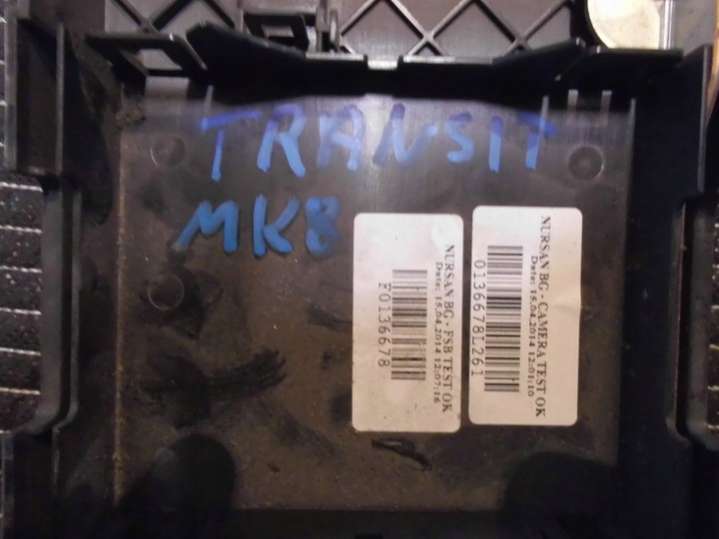 TRANSIT
MK8
NURSAN BG - FSB TEST OK
Date: 15.04.2014 12:07:16
F0136678
NURSAN BG - CAMERA TEST OK
Date: 15.04.2014 12:01:10
0136678L261